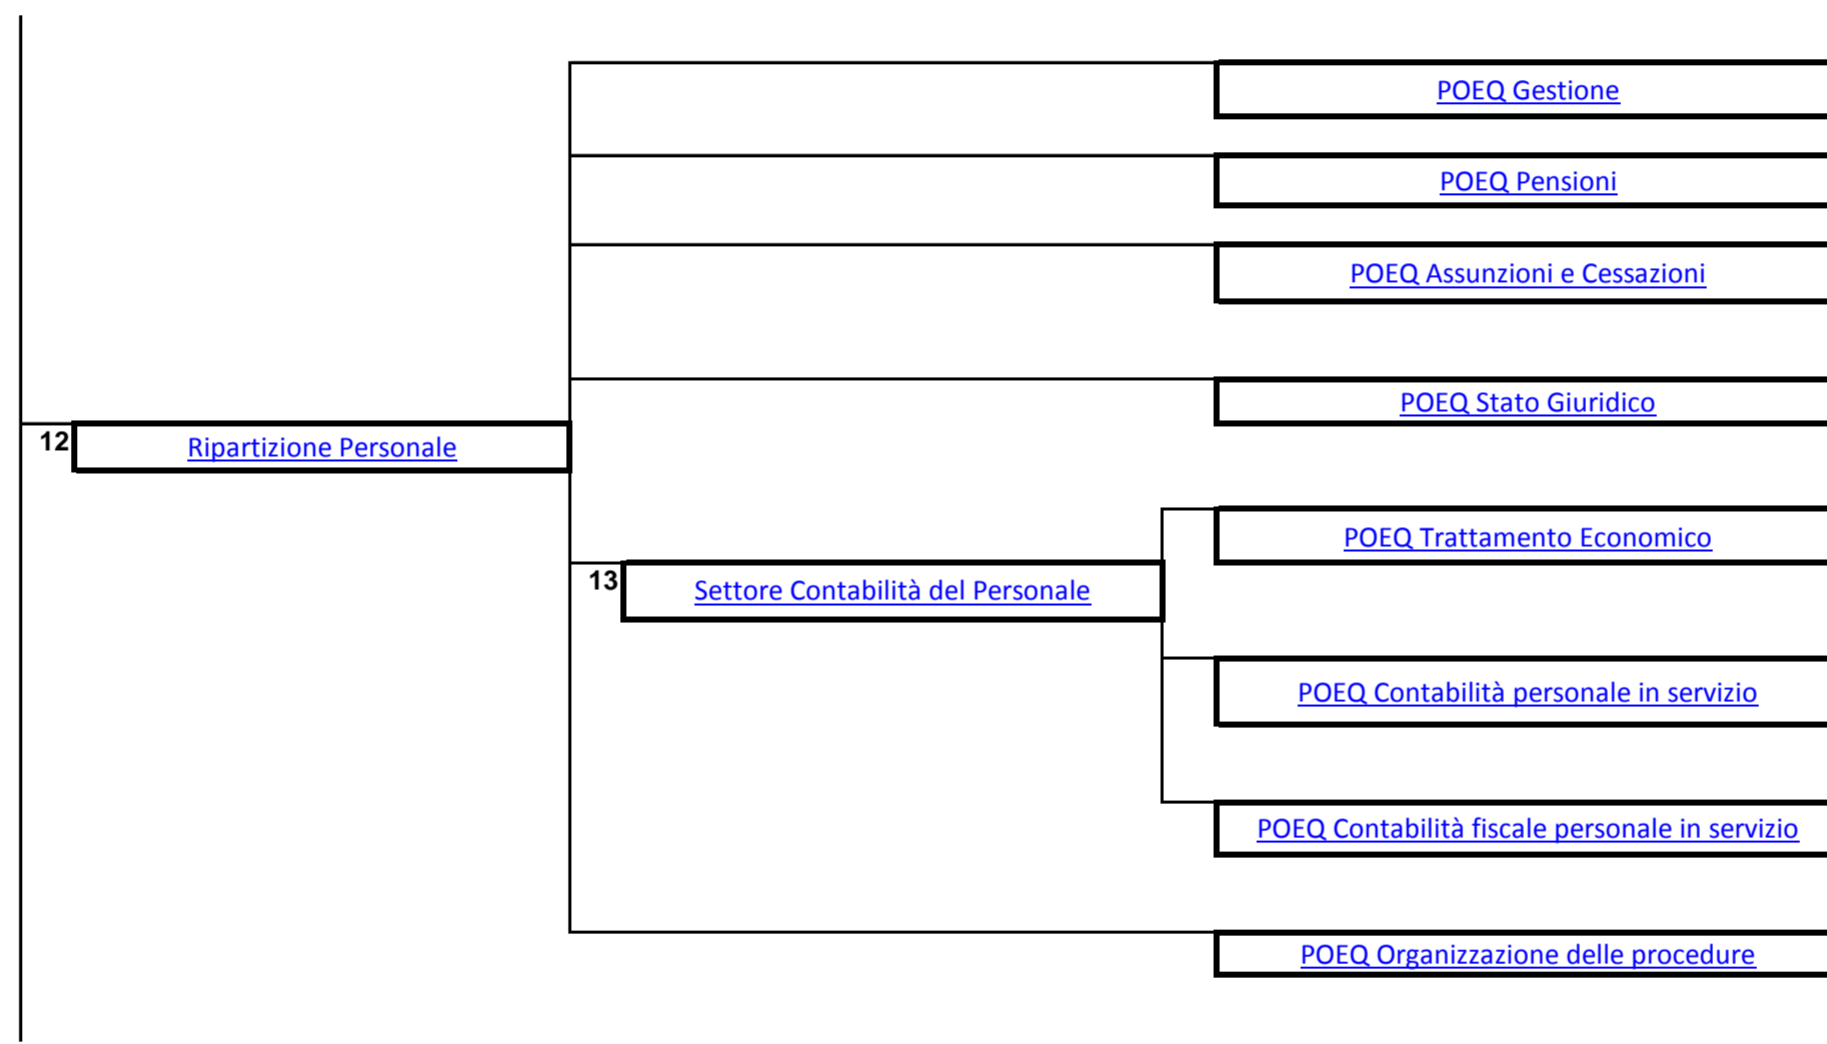 POEQ Gestione
POEQ Pensioni
POEQ Assunzioni e Cessazioni
POEQ Stato Giuridico
12
Ripartizione Personale
POEQ Trattamento Economico
13
Settore Contabilità del Personale
POEQ Contabilità personale in servizio
POEQ Contabilità fiscale personale in servizio
POEQ Organizzazione delle procedure